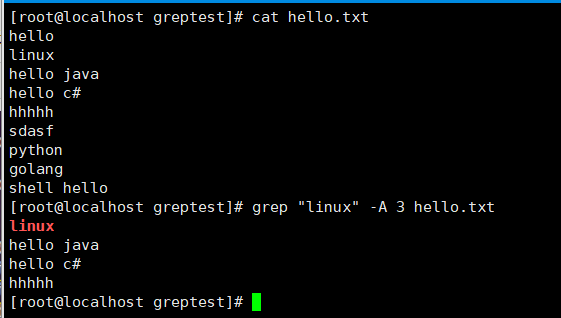 [root@localhost greptest]# cat hello.txt
hello
linux
hello java
hello c#
hhhhh
sdasf
python
golang
shell hello
[root@localhost greptest]# grep "linux" -A 3 hello.txt
linux
hello java
hello c#
hhhhh
[root@localhost greptest]#